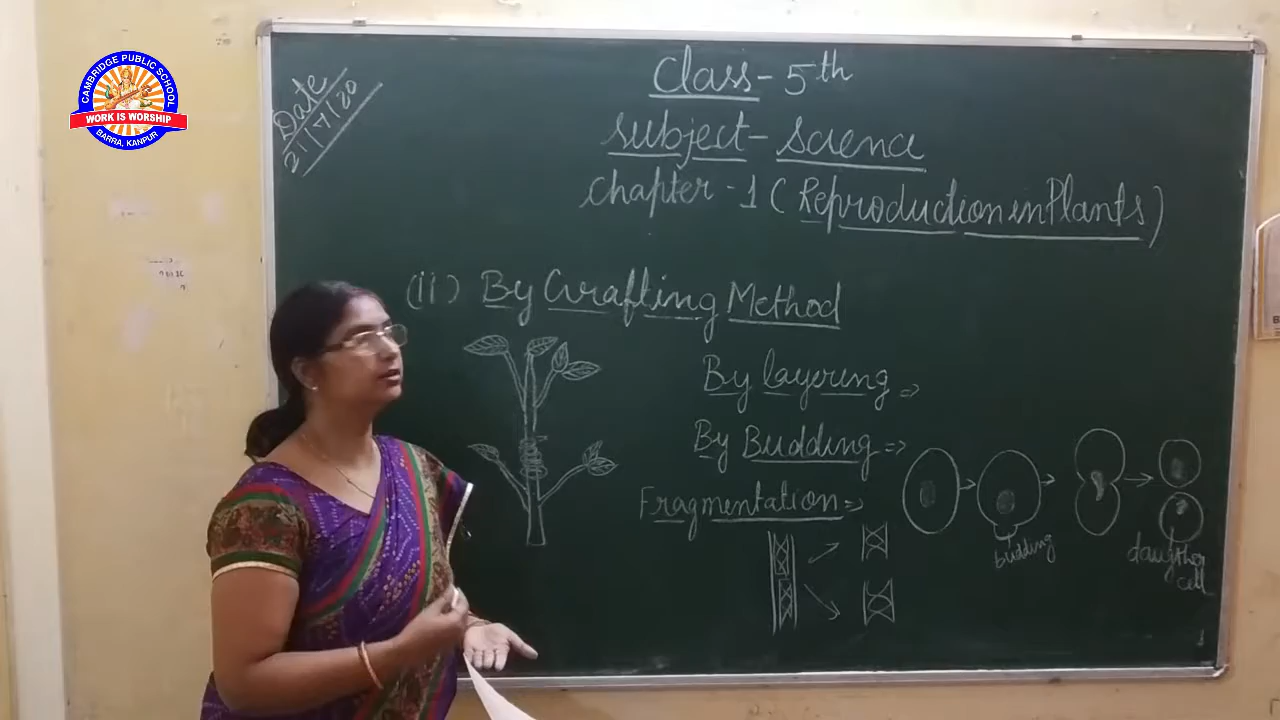 CAMBRIDGE PUBLIC SCHOOL
WORK IS WORSHIP
BARRA, KANPUR
Date
21/7/20
Class - 5th
subject - Science
chapter - 1 (Reproduction in Plants)
(ii) By Grafting Method
By layering ⇒
By Budding ⇒
Fragmentation ⇒
budding
daughter
cell